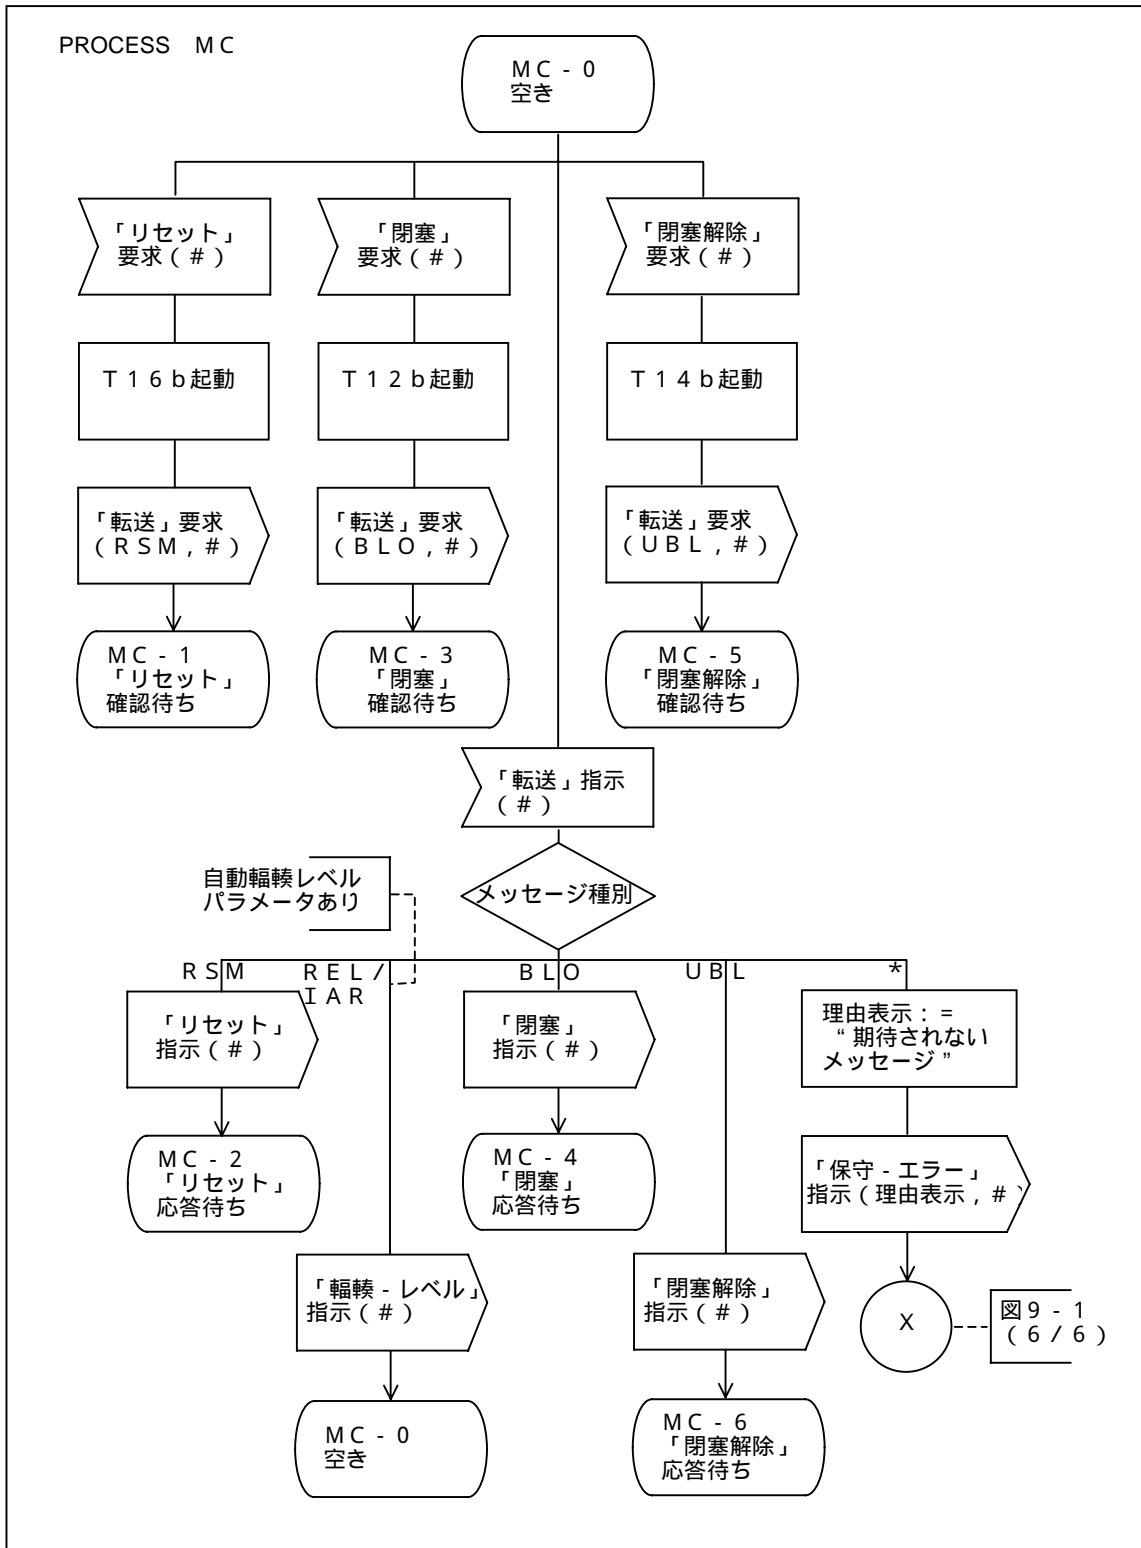 PROCESS MC
MC-0
空き
「リセット」
要求(#)
「閉塞」
要求(#)
「閉塞解除」
要求(#)
T16b起動
T12b起動
T14b起動
「転送」要求
(RSM,#)
「転送」要求
(BLO,#)
「転送」要求
(UBL,#)
MC-1
「リセット」
確認待ち
MC-3
「閉塞」
確認待ち
MC-5
「閉塞解除」
確認待ち
「転送」指示
(#)
自動輻輳レベル
パラメータあり
メッセージ種別
RSM
REL/
IAR
BLO
UBL
*
「リセット」
指示(#)
「閉塞」
指示(#)
理由表示:=
“期待されない
メッセージ”
MC-2
「リセット」
応答待ち
MC-4
「閉塞」
応答待ち
「保守-エラー」
指示(理由表示,#)
「輻輳-レベル」
指示(#)
「閉塞解除」
指示(#)
X
図9-1
(6/6)
MC-0
空き
MC-6
「閉塞解除」
応答待ち